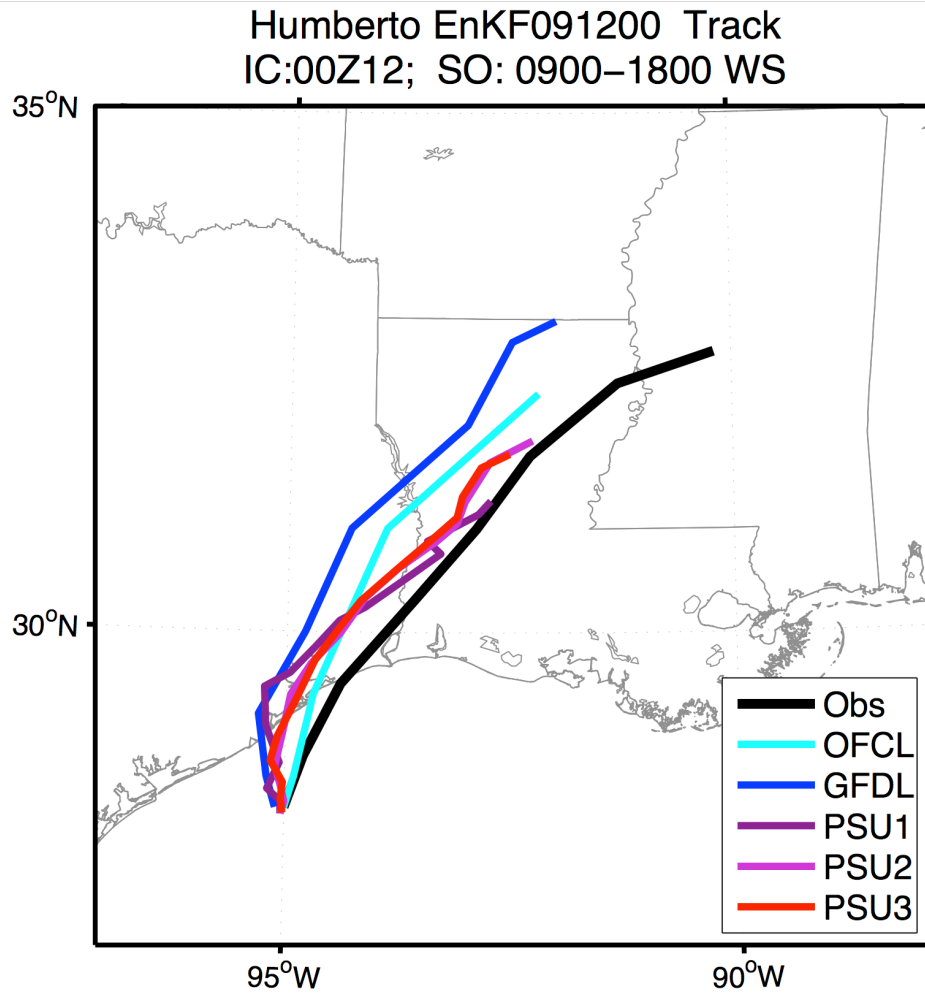 Humberto EnKF091200 Track
IC:00Z12; SO: 0900−1800 WS
35°N
30°N
Obs
OFCL
GFDL
PSU1
PSU2
PSU3
95°W
90°W